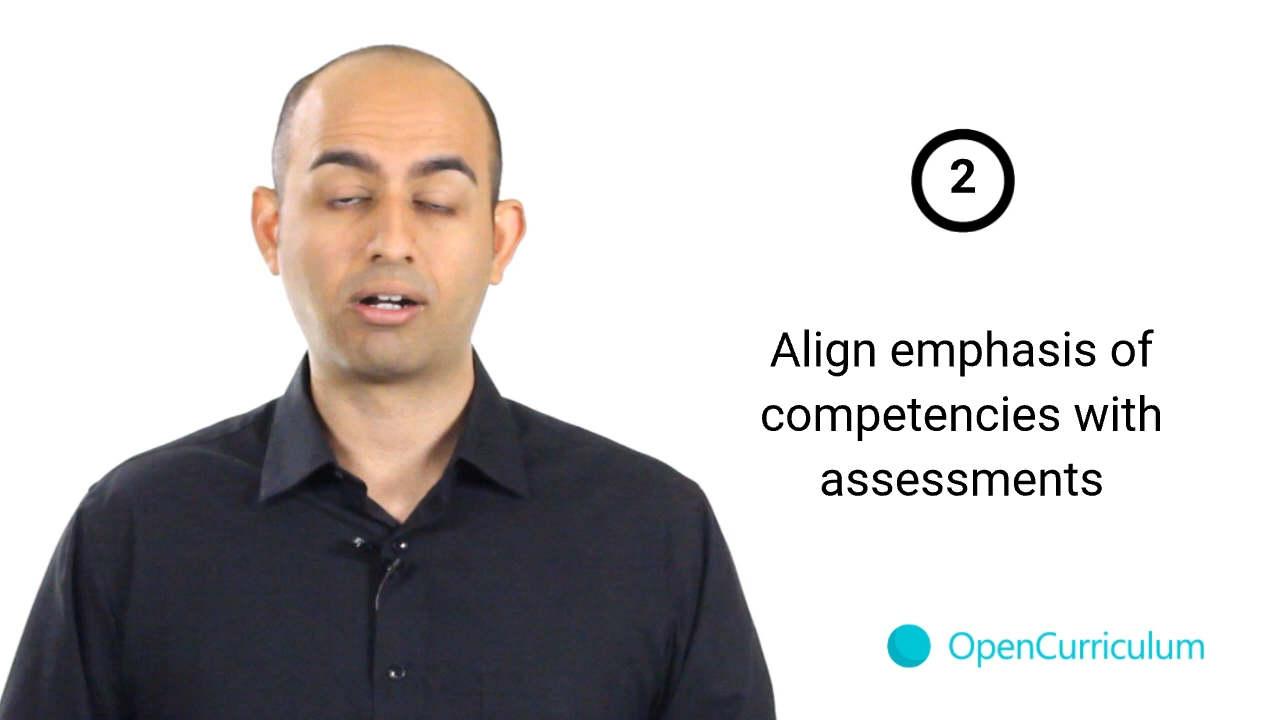 2
Align emphasis of
competencies with
assessments
OpenCurriculum